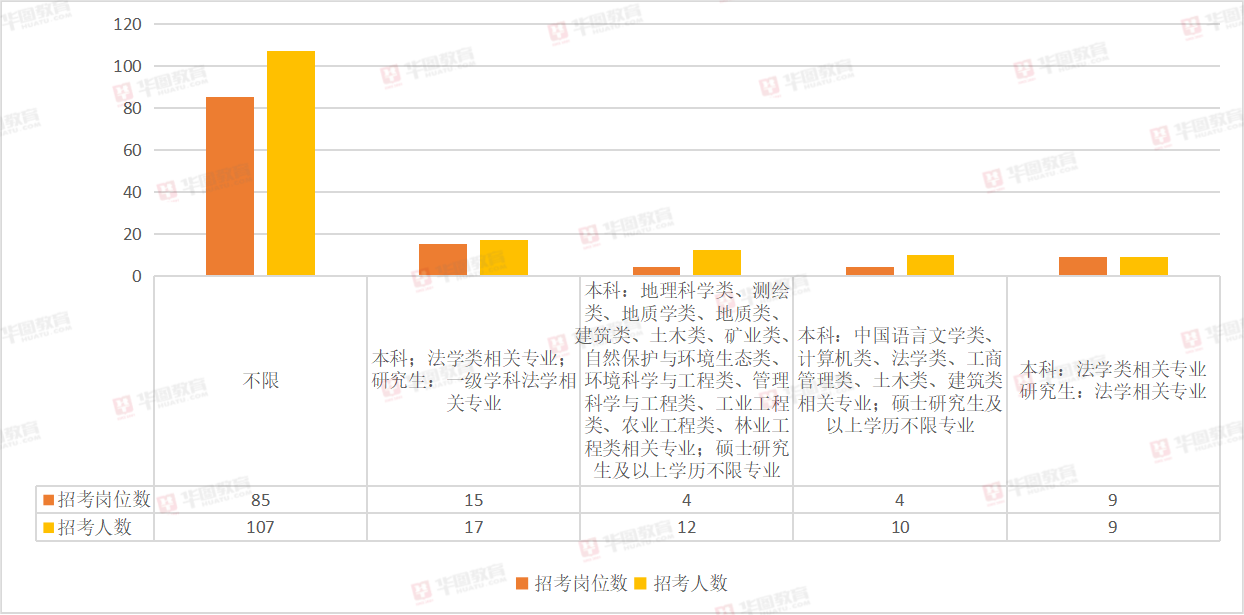 120
100
80
60
40
20
0
不限
本科；法学类相关专业；
研究生：一级学科法学相
关专业
本科：地理科学类、测绘
类、地质学类、地质类、
建筑类、土木类、矿业类、
自然保护与环境生态类、
环境科学与工程类、管理
科学与工程类、工业工程
类、农业工程类、林业工
程类相关专业；硕士研究
生及以上学历不限专业
本科：中国语言文学类、
计算机类、法学类、工商
管理类、土木类、建筑类
相关专业；硕士研究生及
以上学历不限专业
本科：法学类相关专业
研究生：法学相关专业
招考岗位数 85 15 4 4 9
招考人数 107 17 12 10 9
招考岗位数 招考人数
华图教育
HUATU.COM